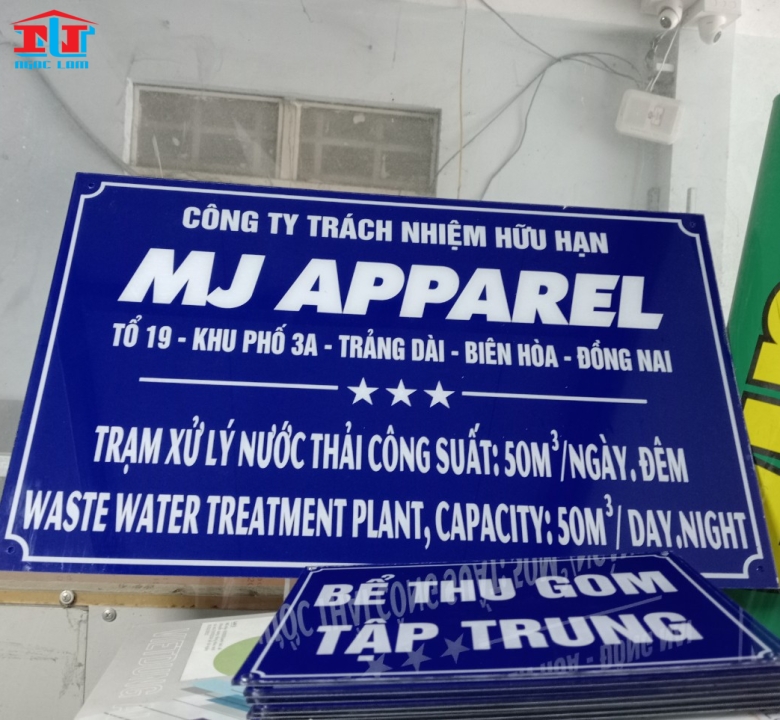 NGỌC LÂM
CÔNG TY TRÁCH NHIỆM HỮU HẠN
MJ APPAREL
TỔ 19 - KHU PHỐ 3A - TRẢNG DÀI - BIÊN HÒA - ĐỒNG NAI
TRẠM XỬ LÝ NƯỚC THẢI CÔNG SUẤT: 50M³/NGÀY.ĐÊM
WASTE WATER TREATMENT PLANT, CAPACITY: 50M³/ DAY.NIGHT
BỂ THU GOM
TẬP TRUNG